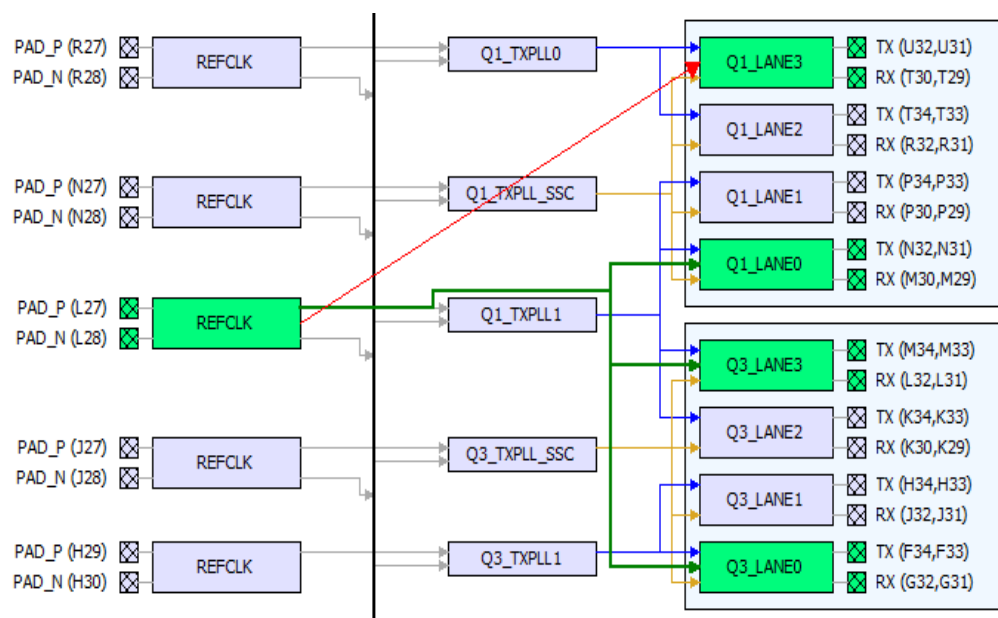 PAD_P (R27)
PAD_N (R28)
REFCLK
Q1_TXPLL0
Q1_LANE3
TX (U32,U31)
RX (T30,T29)
Q1_LANE2
TX (T34,T33)
RX (R32,R31)
PAD_P (N27)
PAD_N (N28)
REFCLK
Q1_TXPLL_SSC
Q1_LANE1
TX (P34,P33)
RX (P30,P29)
Q1_LANE0
TX (N32,N31)
RX (M30,M29)
PAD_P (L27)
PAD_N (L28)
REFCLK
Q1_TXPLL1
Q3_LANE3
TX (M34,M33)
RX (L32,L31)
Q3_LANE2
TX (K34,K33)
RX (K30,K29)
PAD_P (J27)
PAD_N (J28)
REFCLK
Q3_TXPLL_SSC
Q3_LANE1
TX (H34,H33)
RX (J32,J31)
PAD_P (H29)
PAD_N (H30)
REFCLK
Q3_TXPLL1
Q3_LANE0
TX (F34,F33)
RX (G32,G31)